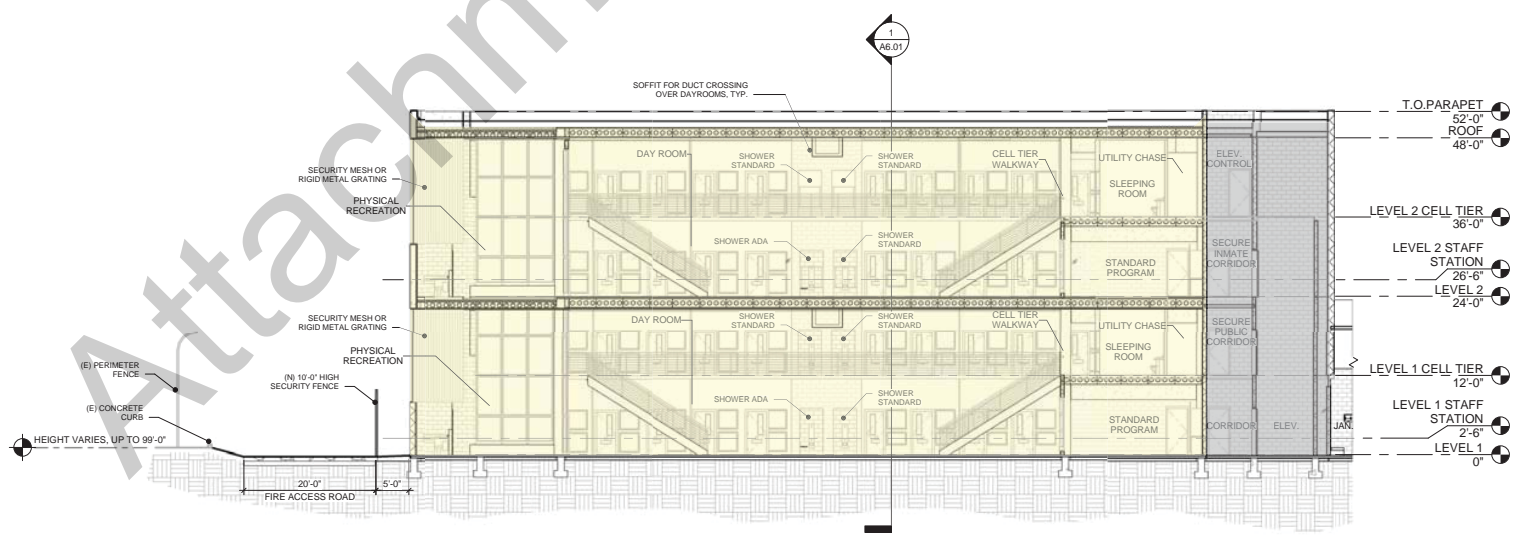 Attachm
1
A6.01
SOFFIT FOR DUCT CROSSING
OVER DAYROOMS, TYP.
T.O.PARAPET
52'-0"
ROOF
48'-0"
SECURITY MESH OR
RIGID METAL GRATING
PHYSICAL
RECREATION
DAY ROOM
SHOWER
STANDARD
SHOWER
STANDARD
CELL TIER
WALKWAY
UTILITY CHASE
SLEEPING
ROOM
ELEV.
CONTROL
LEVEL 2 CELL TIER
36'-0"
SHOWER ADA
SHOWER
STANDARD
STANDARD
PROGRAM
SECURE
INMATE
CORRIDOR
LEVEL 2 STAFF
STATION
26'-6"
LEVEL 2
24'-0"
SECURITY MESH OR
RIGID METAL GRATING
PHYSICAL
RECREATION
DAY ROOM
SHOWER
STANDARD
SHOWER
STANDARD
CELL TIER
WALKWAY
UTILITY CHASE
SLEEPING
ROOM
SECURE
PUBLIC
CORRIDOR
(E) PERIMETER
FENCE
(N) 10'-0" HIGH
SECURITY FENCE
LEVEL 1 CELL TIER
12'-0"
(E) CONCRETE
CURB
SHOWER ADA
SHOWER
STANDARD
STANDARD
PROGRAM
CORRIDOR
ELEV.
JAN.
LEVEL 1 STAFF
STATION
2'-6"
HEIGHT VARIES, UP TO 99'-0"
LEVEL 1
0"
20'-0"
5'-0"
FIRE ACCESS ROAD